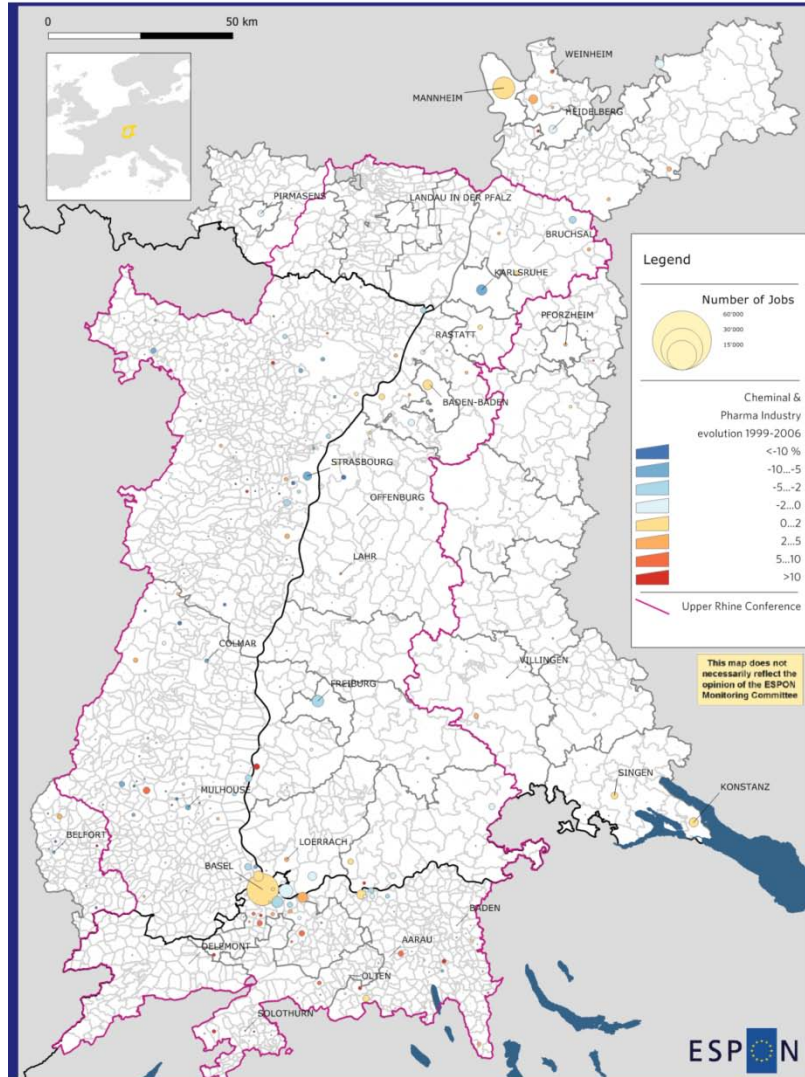 0 50 km
WEINHEIM
MANNHEIM
HEIDELBERG
PIRMASENS
LANDAU IN DER PFALZ
BRUCHSAL
KARLSRUHE
PFORZHEIM
RASTATT
BADEN-BADEN
STRASBOURG
OFFENBURG
LAHR
COLMAR
FREIBURG
VILLINGEN
MULHOUSE
SINGEN
KONSTANZ
BELFORT
LOERRACH
BASEL
BADEN
DELEMONT
AARAU
OLTEN
SOLOTHURN
Legend
Number of Jobs
60'000
30'000
15'000
Cheminal &
Pharma Industry
evolution 1999-2006
<-10 %
-10...-5
-5...-2
-2...0
0...2
2...5
5...10
>10
Upper Rhine Conference
This map does not
necessarily reflect the
opinion of the ESPON
Monitoring Committee
ESPON